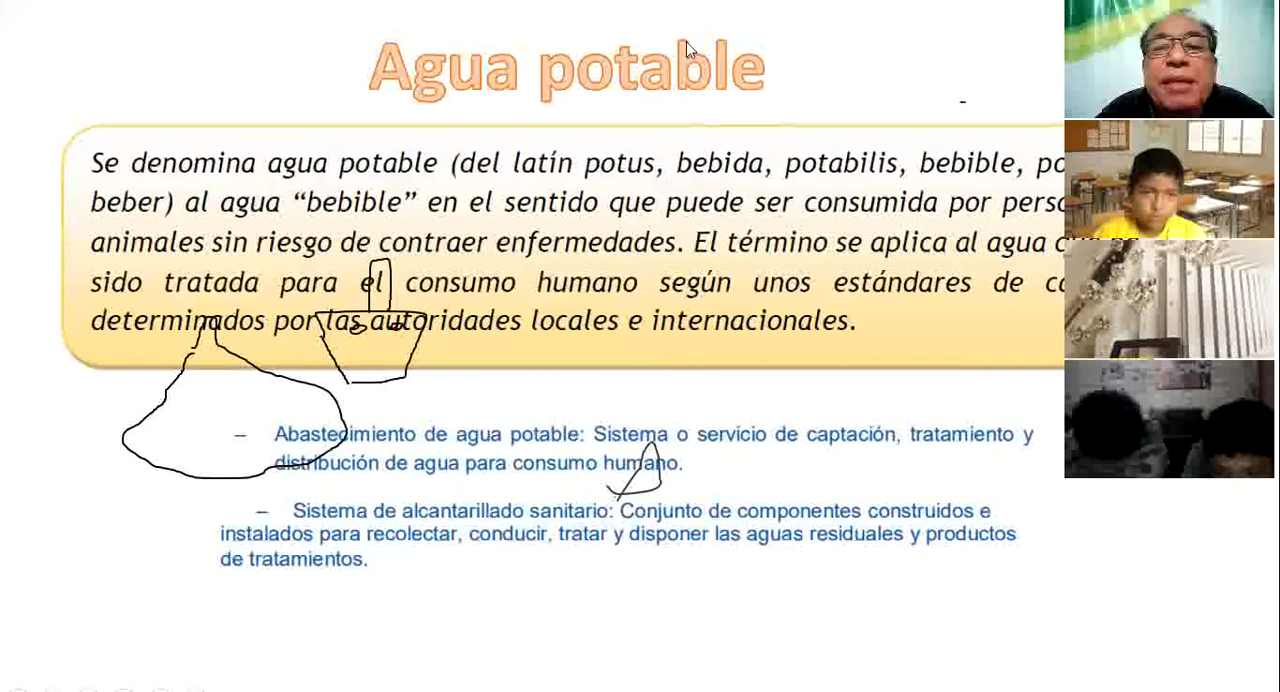 Agua potable
Se denomina agua potable (del latín potus, bebida, potabilis, bebible,
beber) al agua “bebible” en el sentido que puede ser consumida por
animales sin riesgo de contraer enfermedades. El término se aplica al agua
sido tratada para el consumo humano según unos estándares de
determinados por las autoridades locales e internacionales.
– Abastecimiento de agua potable: Sistema o servicio de captación, tratamiento y
distribución de agua para consumo humano.
– Sistema de alcantarillado sanitario: Conjunto de componentes construidos e
instalados para recolectar, conducir, tratar y disponer las aguas residuales y productos
de tratamientos.